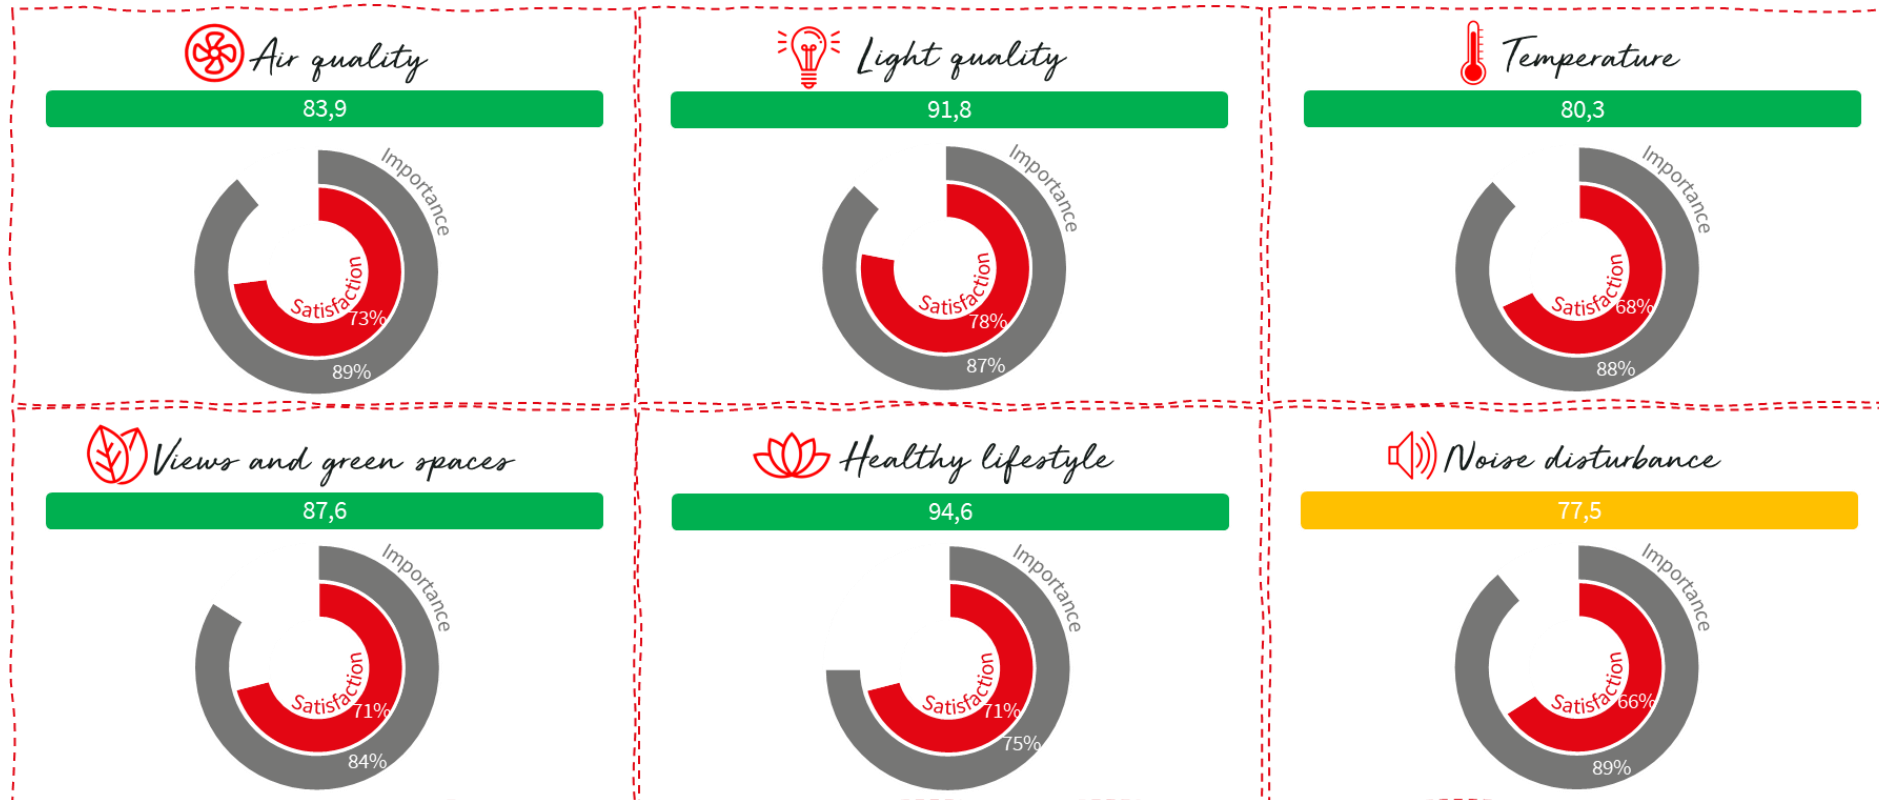 Air quality
83,9
Importance
Satisfaction
73%
89%
Light quality
91,8
Importance
Satisfaction
78%
87%
Temperature
80,3
Importance
Satisfaction
68%
88%
Views and green spaces
87,6
Importance
Satisfaction
71%
84%
Healthy lifestyle
94,6
Importance
Satisfaction
71%
75%
Noise disturbance
77,5
Importance
Satisfaction
66%
89%